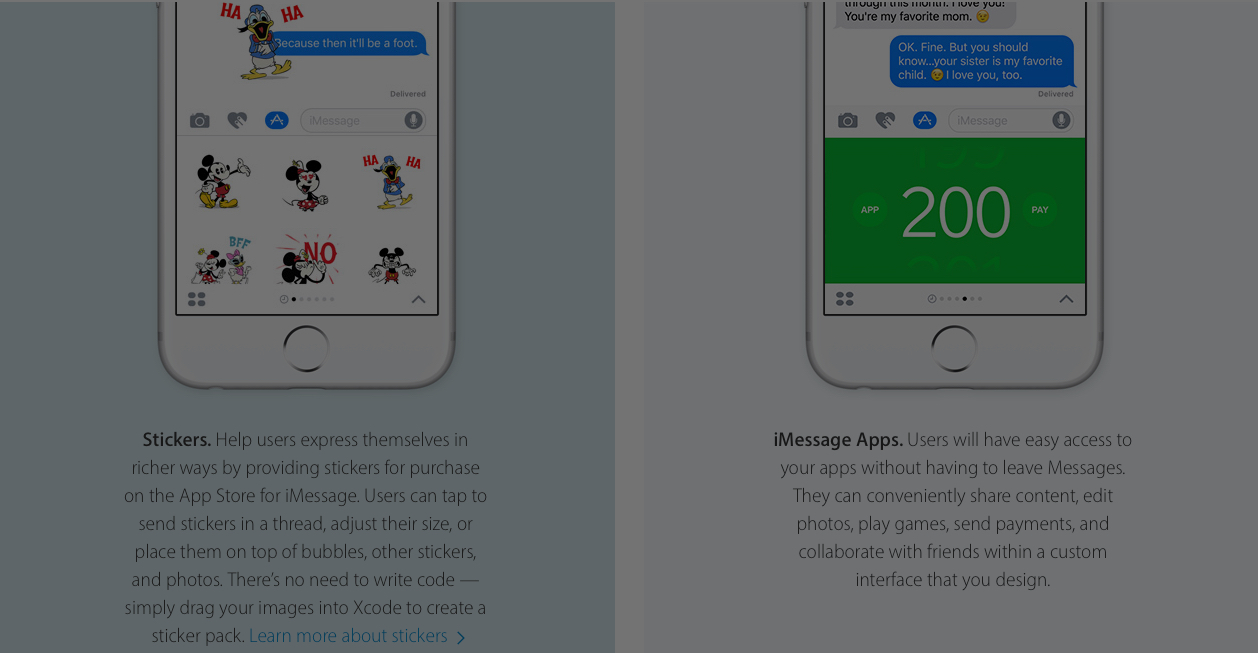 HA HA
Because then it'll be a foot.
Delivered
iMessage
HA HA
BFF
NO
Stickers. Help users express themselves in
richer ways by providing stickers for purchase
on the App Store for iMessage. Users can tap to
send stickers in a thread, adjust their size, or
place them on top of bubbles, other stickers,
and photos. There's no need to write code —
simply drag your images into Xcode to create a
sticker pack. Learn more about stickers
through this month. I love you!
You're my favorite mom. 😉
OK. Fine. But you should
know...your sister is my favorite
child. 😉 I love you, too.
Delivered
iMessage
APP 200 PAY
iMessage Apps. Users will have easy access to
your apps without having to leave Messages.
They can conveniently share content, edit
photos, play games, send payments, and
collaborate with friends within a custom
interface that you design.